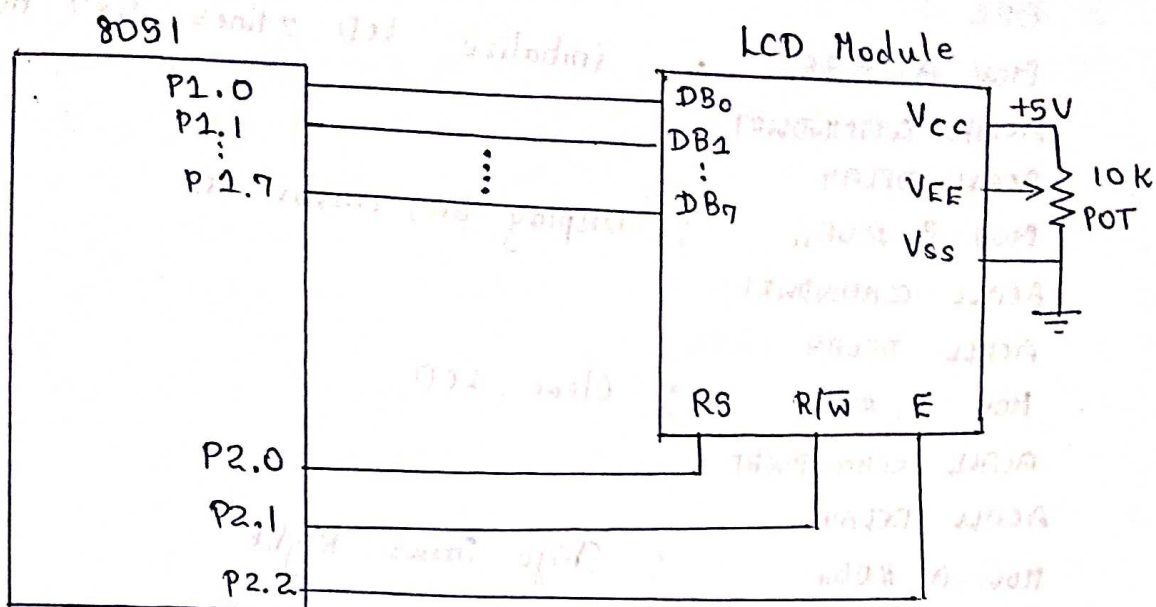 8051
LCD Module
P1.0
P1.1
P1.7
DB0
DB1
DB7
VCC
+5V
VEE
10K
POT
VSS
RS R/W̅ E
P2.0
P2.1
P2.2